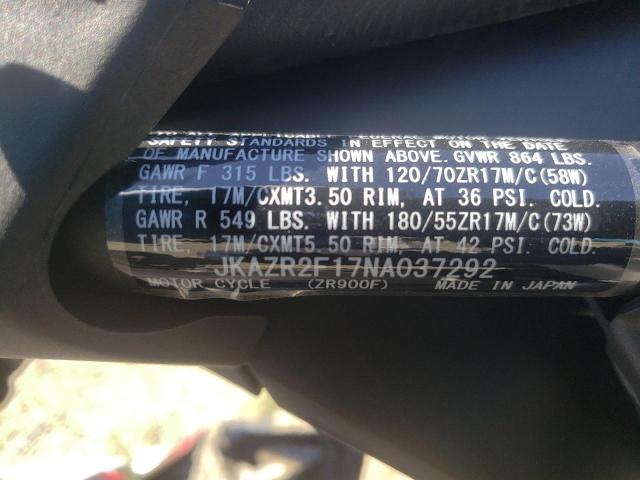 SAFETY STANDARDS IN EFFECT ON THE DATE
OF MANUFACTURE SHOWN ABOVE. GVWR 864 LBS.
GAWR F 315 LBS. WITH 120/70ZR17M/C(58W)
TIRE, 17M/CXMT3.50 RIM, AT 36 PSI. COLD.
GAWR R 549 LBS. WITH 180/55ZR17M/C(73W)
TIRE, 17M/CXMT5.50 RIM, AT 42 PSI. COLD.
JKAZR2F17NA037292
MOTOR CYCLE (ZR900F) MADE IN JAPAN